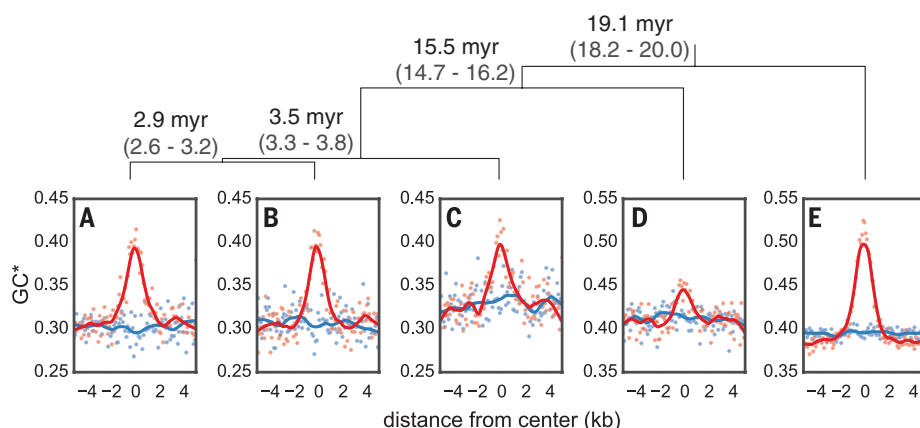 19.1 myr
(18.2 - 20.0)
15.5 myr
(14.7 - 16.2)
2.9 myr
(2.6 - 3.2)
3.5 myr
(3.3 - 3.8)
0.45 0.45 0.45 0.55 0.55
A B C D E
0.40 0.40 0.40 0.50 0.50
0.35 0.35 0.35 0.45 0.45
GC*
0.30 0.30 0.30 0.40 0.40
0.25 0.25 0.25 0.35 0.35
−4 −2 0 2 4 −4 −2 0 2 4 −4 −2 0 2 4 −4 −2 0 2 4 −4 −2 0 2 4
distance from center (kb)